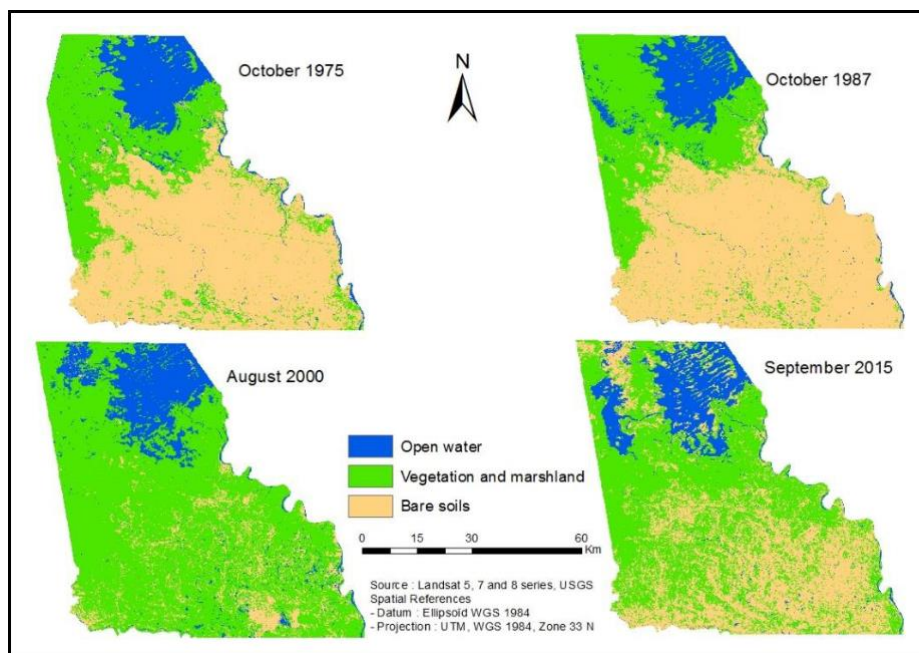 October 1975
N
October 1987
August 2000
September 2015
Open water
Vegetation and marshland
Bare soils
0 15 30 60
Km
Source : Landsat 5, 7 and 8 series, USGS
Spatial References
- Datum : Ellipsoid WGS 1984
- Projection : UTM, WGS 1984, Zone 33 N